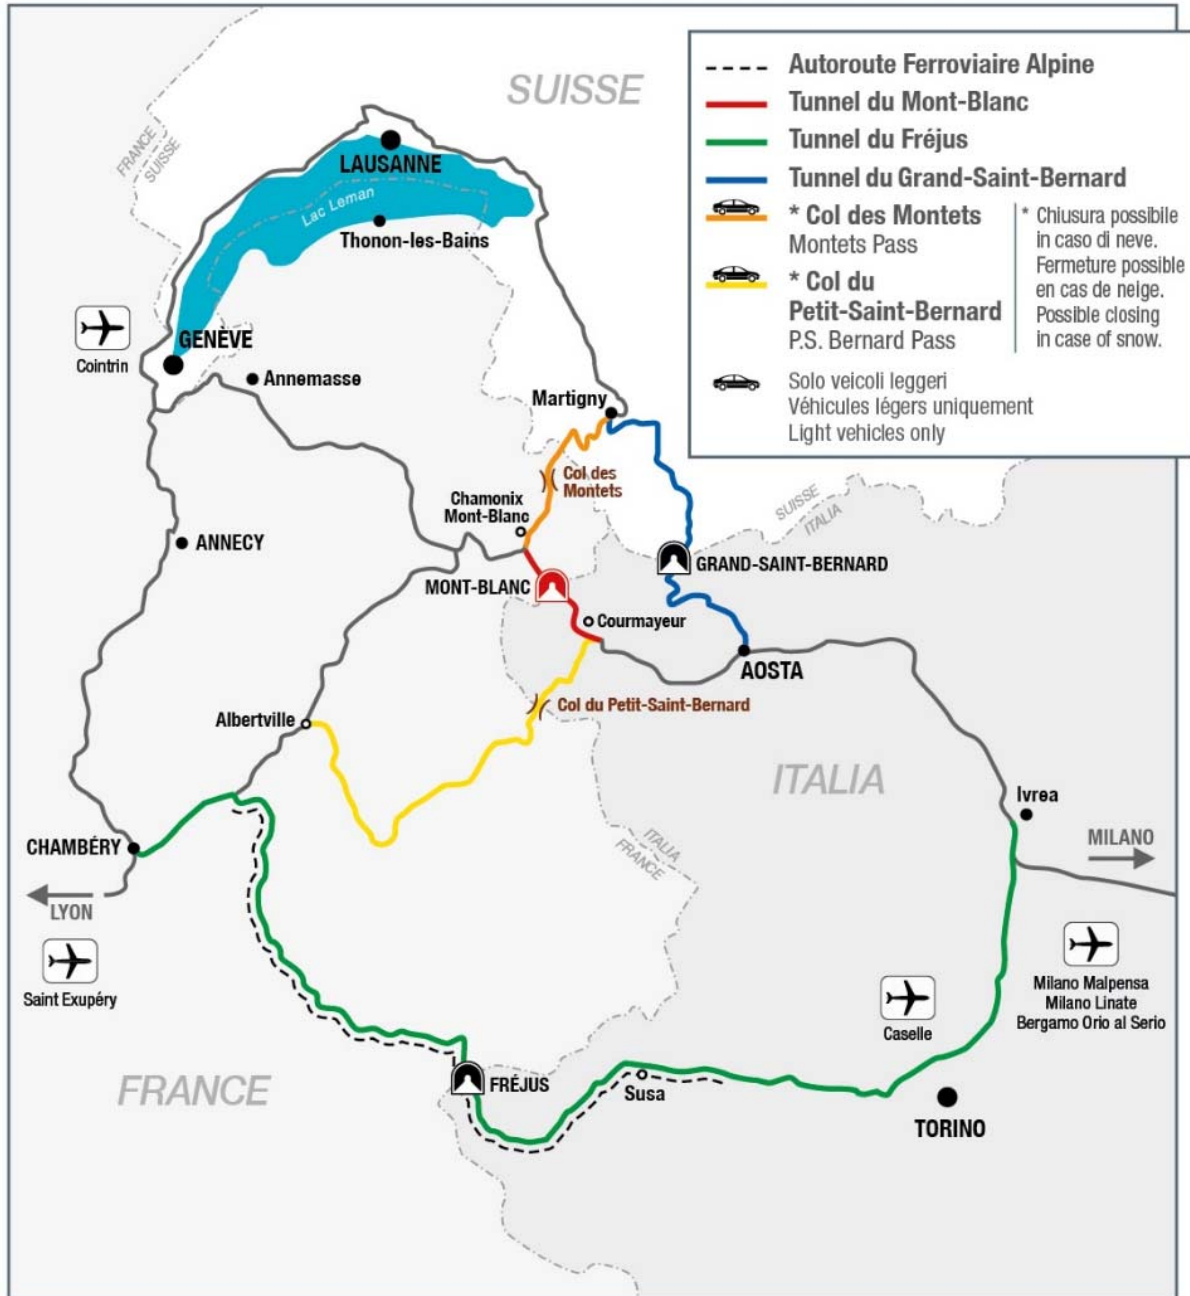 SUISSE
Autoroute Ferroviaire Alpine
Tunnel du Mont-Blanc
Tunnel du Fréjus
Tunnel du Grand-Saint-Bernard
* Col des Montets
Montets Pass
* Col du
Petit-Saint-Bernard
P.S. Bernard Pass
* Chiusura possibile
in caso di neve.
Fermeture possible
en cas de neige.
Possible closing
in case of snow.
Solo veicoli leggeri
Véhicules légers uniquement
Light vehicles only
FRANCE
SUISSE
LAUSANNE
Lac Leman
Thonon-les-Bains
GENÈVE
Cointrin
Annemasse
Martigny
Col des
Montets
Chamonix
Mont-Blanc
SUISSE
ITALIA
ANNECY
GRAND-SAINT-BERNARD
MONT-BLANC
Courmayeur
AOSTA
Albertville
Col du Petit-Saint-Bernard
ITALIA
Ivrea
ITALIA
FRANCE
CHAMBÉRY
MILANO
LYON
Saint Exupéry
Milano Malpensa
Milano Linate
Bergamo Orio al Serio
Caselle
FRANCE
FRÉJUS
Susa
TORINO